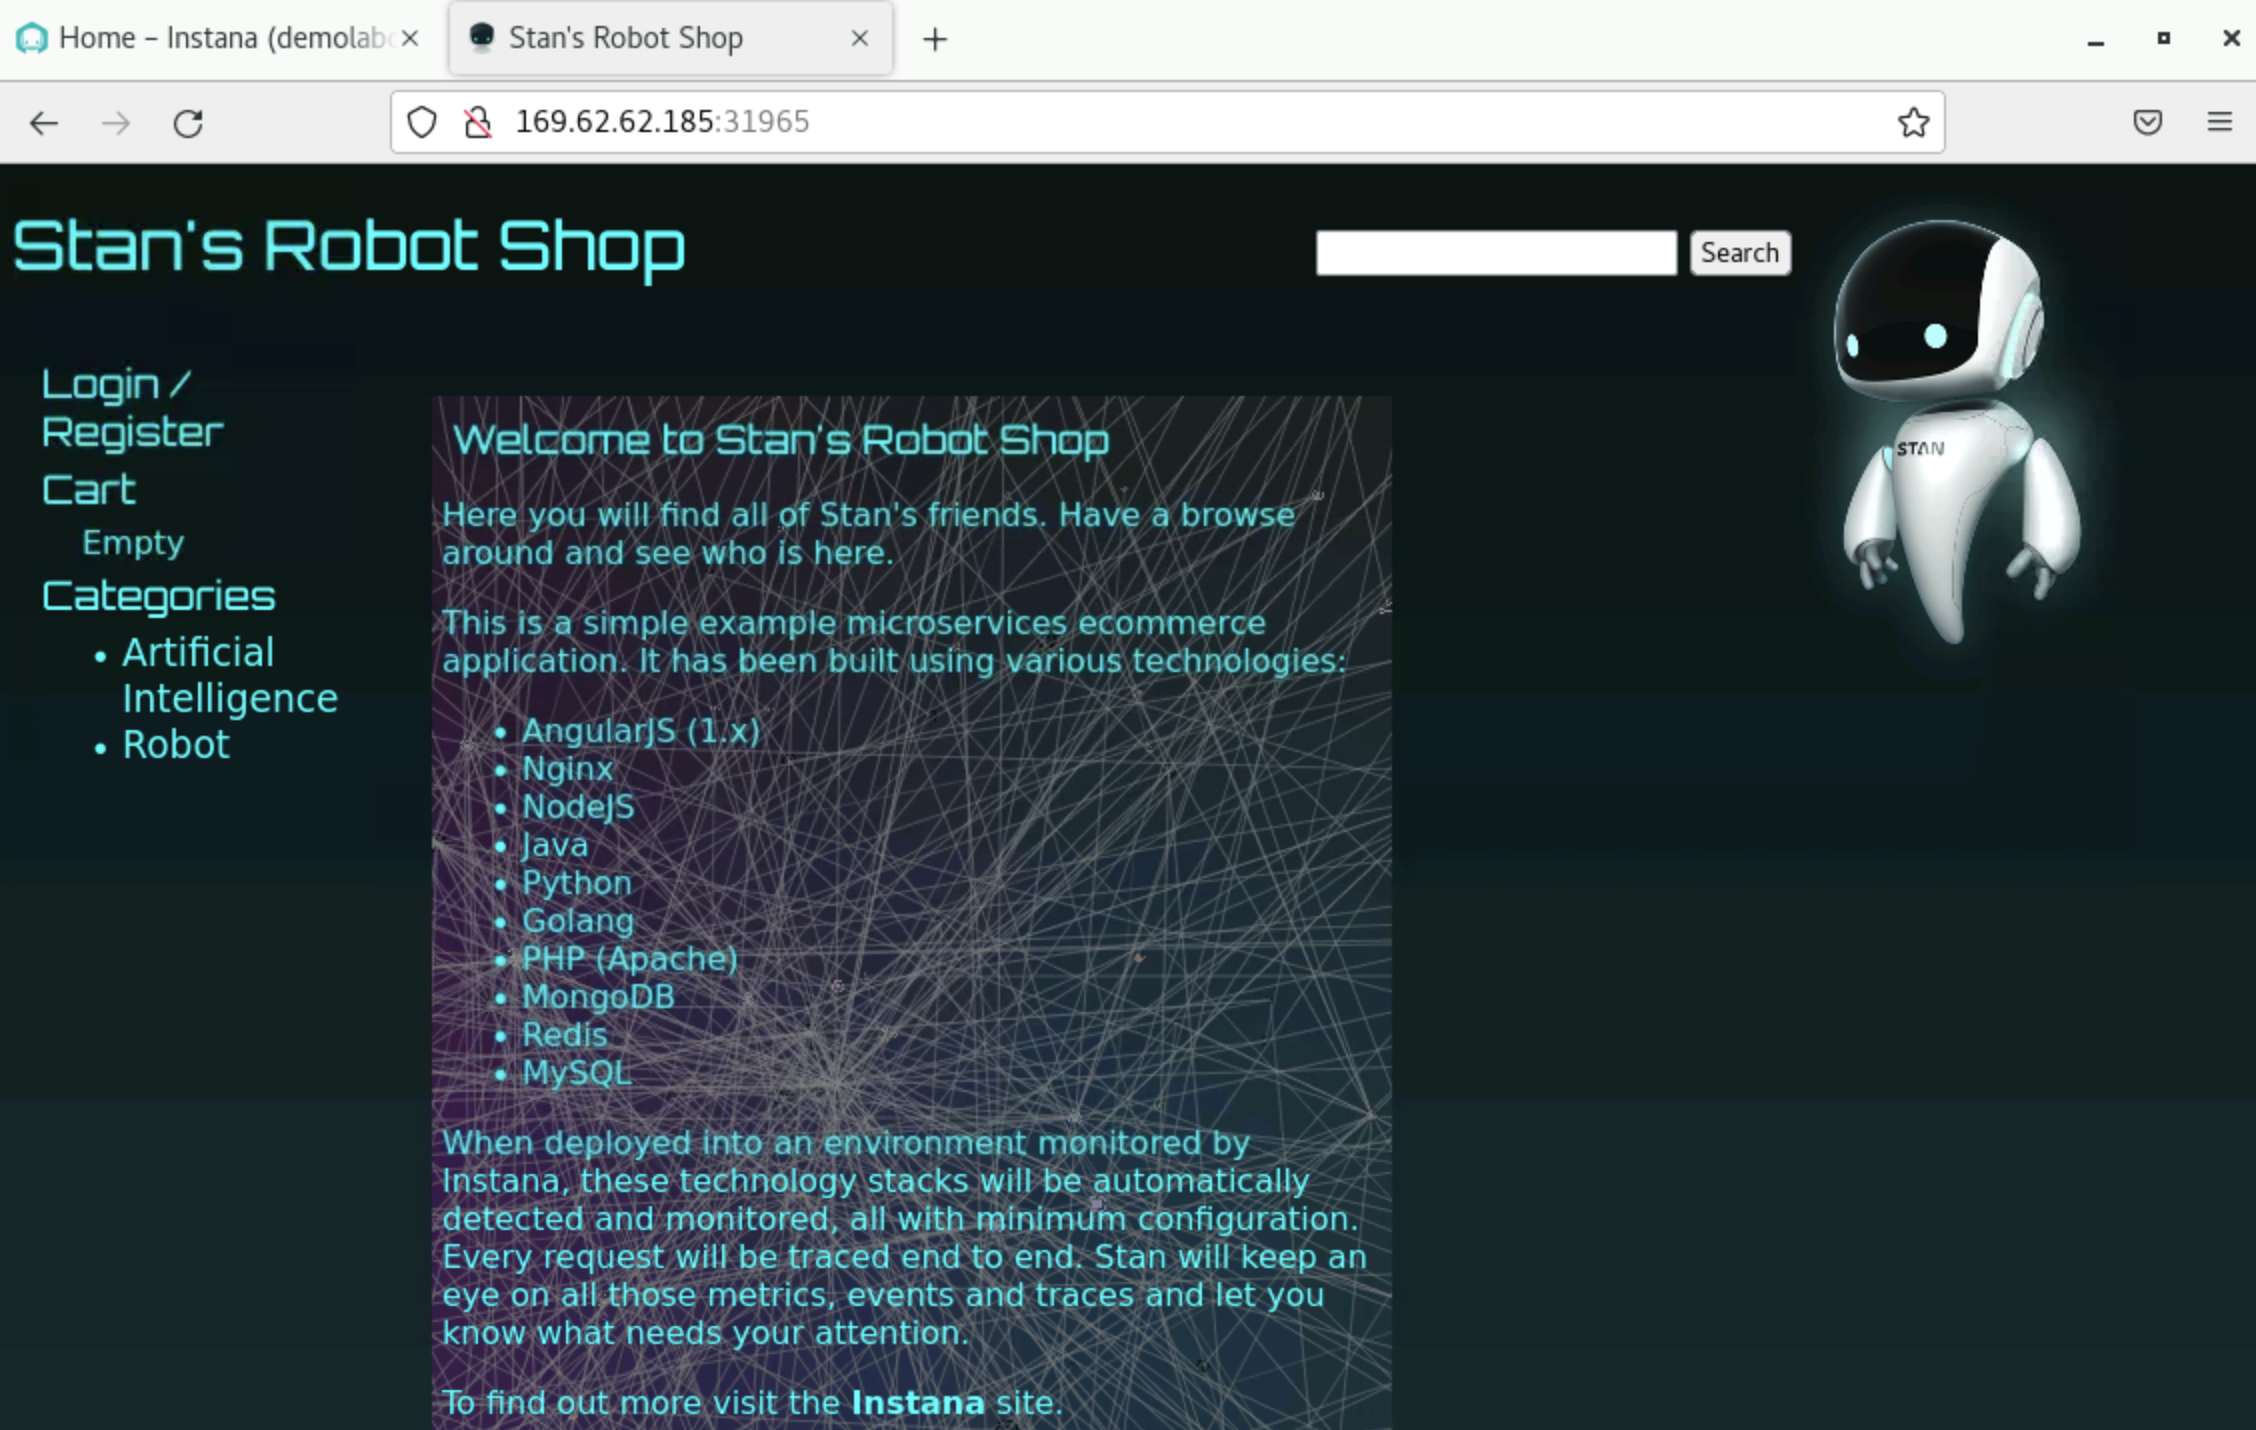 Home – Instana (demolab
Stan's Robot Shop
169.62.62.185:31965
Stan's Robot Shop
Search
STAN
Login /
Register
Cart
Empty
Categories
• Artificial
Intelligence
• Robot
Welcome to Stan's Robot Shop
Here you will find all of Stan's friends. Have a browse
around and see who is here.
This is a simple example microservices ecommerce
application. It has been built using various technologies:
• AngularJS (1.x)
• Nginx
• NodeJS
• Java
• Python
• Golang
• PHP (Apache)
• MongoDB
• Redis
• MySQL
When deployed into an environment monitored by
Instana, these technology stacks will be automatically
detected and monitored, all with minimum configuration.
Every request will be traced end to end. Stan will keep an
eye on all those metrics, events and traces and let you
know what needs your attention.
To find out more visit the Instana site.